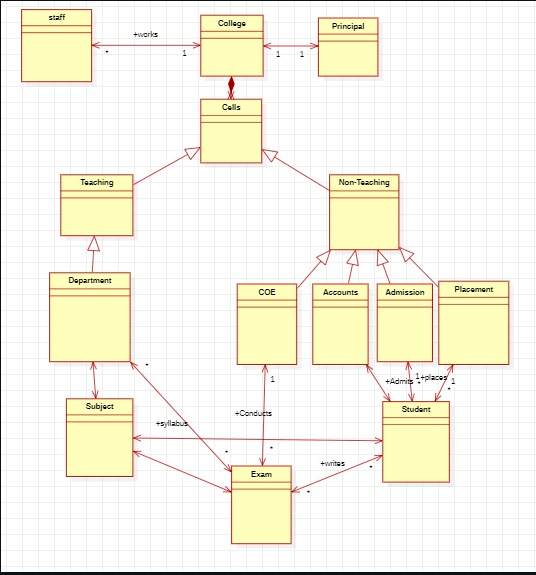 staff
College
Principal
+works
*
1
1
1
Cells
Teaching
Non-Teaching
Department
COE
Accounts
Admission
Placement
*
1
+Admits
*
1
+places
*
1
Subject
Student
+Conducts
+syllabus
*
*
+writes
*
*
Exam